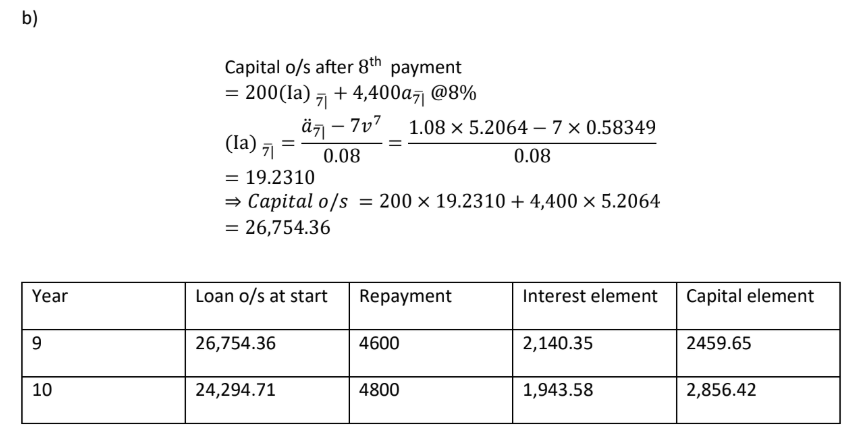 b)
Capital o/s after 8th payment
= 200(Ia) 7| + 4,400a7| @8%
(Ia) 7| = ä7| − 7v⁷ / 0.08 = 1.08 × 5.2064 − 7 × 0.58349 / 0.08
= 19.2310
⇒ Capital o/s = 200 × 19.2310 + 4,400 × 5.2064
= 26,754.36
Year Loan o/s at start Repayment Interest element Capital element
9 26,754.36 4600 2,140.35 2459.65
10 24,294.71 4800 1,943.58 2,856.42